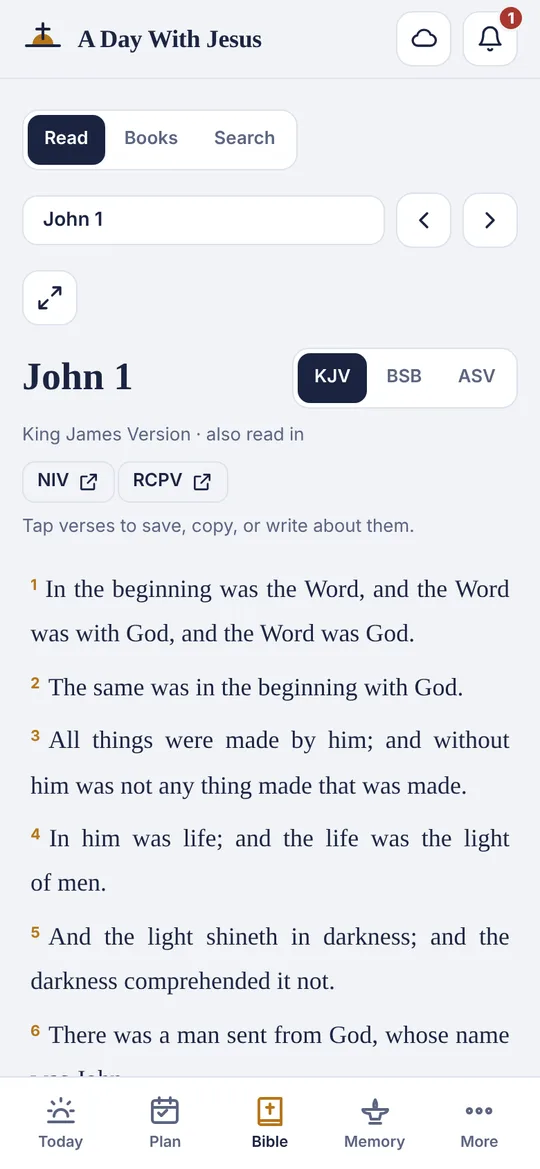 A Day With Jesus
1
Read Books Search
John 1
John 1
KJV BSB ASV
King James Version · also read in
NIV RCPV
Tap verses to save, copy, or write about them.
1 In the beginning was the Word, and the Word
was with God, and the Word was God.
2 The same was in the beginning with God.
3 All things were made by him; and without
him was not any thing made that was made.
4 In him was life; and the life was the light
of men.
5 And the light shineth in darkness; and the
darkness comprehended it not.
6 There was a man sent from God, whose name
was John.
Today Plan Bible Memory More